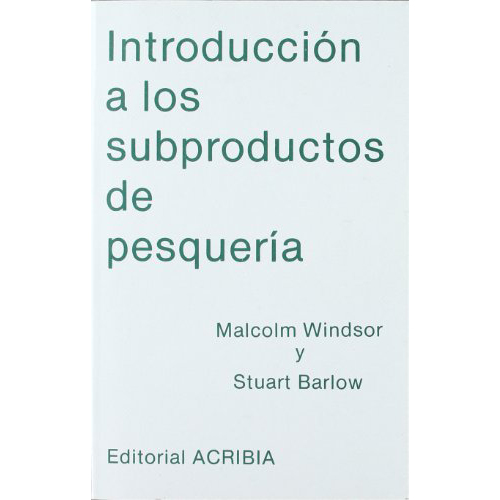 Introducción
a los
subproductos
de
pesquería
Malcolm Windsor
y
Stuart Barlow
Editorial ACRIBIA